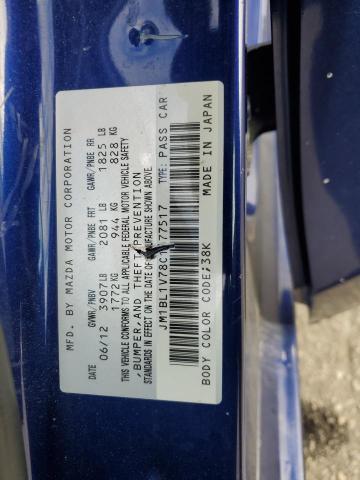 MFD. BY MAZDA MOTOR CORPORATION
DATE GVWR/PNBV GAWR/PNBE FRT GAWR/PNBE RR
06/12 3907LB 2081 LB 1825 LB
1772KG 944 KG 828 KG
THIS VEHICLE CONFORMS TO ALL APPLICABLE FEDERAL MOTOR VEHICLE SAFETY
,BUMPER,AND THEFT PREVENTION
STANDARDS IN EFFECT ON THE DATE OF MANUFACTURE SHOWN ABOVE.
TYPE: PASS CAR
BODY COLOR CODE:38K MADE IN JAPAN